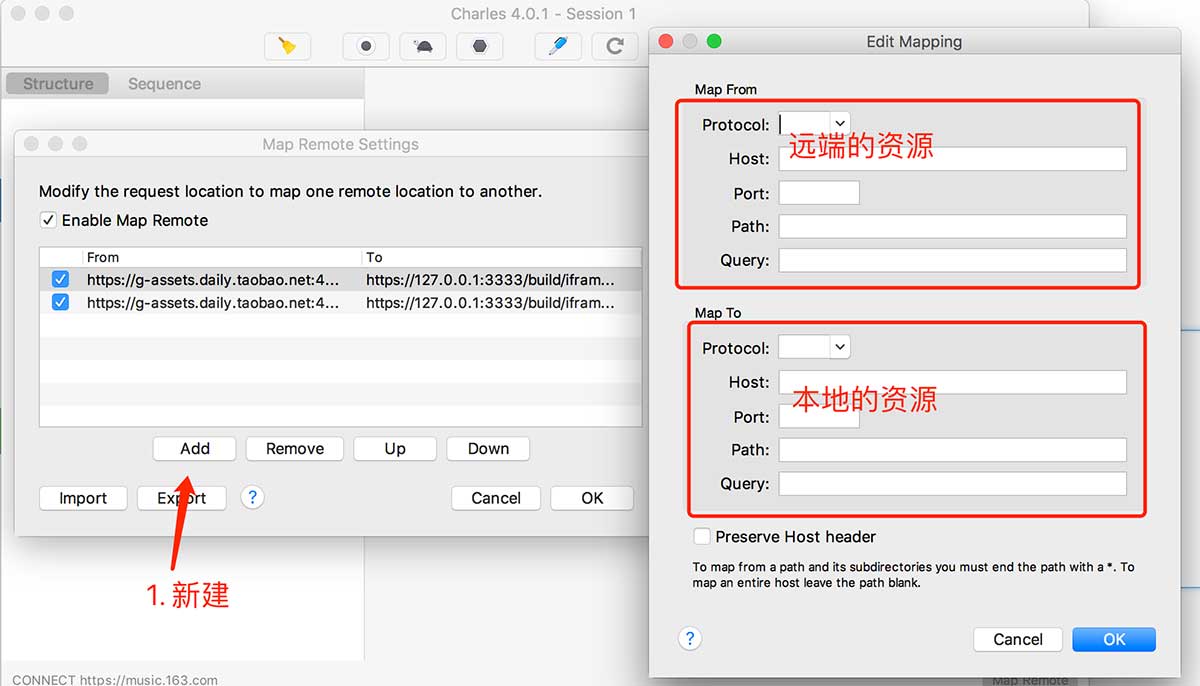 Charles 4.0.1 - Session 1
Structure
Sequence
Map Remote Settings
Modify the request location to map one remote location to another.
Enable Map Remote
From To
https://g-assets.daily.taobao.net:4... https://127.0.0.1:3333/build/ifram...
https://g-assets.daily.taobao.net:4... https://127.0.0.1:3333/build/ifram...
Add Remove Up Down
Import Export ? Cancel OK
1. 新建
CONNECT https://music.163.com
Map Remote
Edit Mapping
Map From
Protocol:
远端的资源
Host:
Port:
Path:
Query:
Map To
Protocol:
Host:
本地的资源
Port:
Path:
Query:
Preserve Host header
To map from a path and its subdirectories you must end the path with a *. To
map an entire host leave the path blank.
? Cancel OK